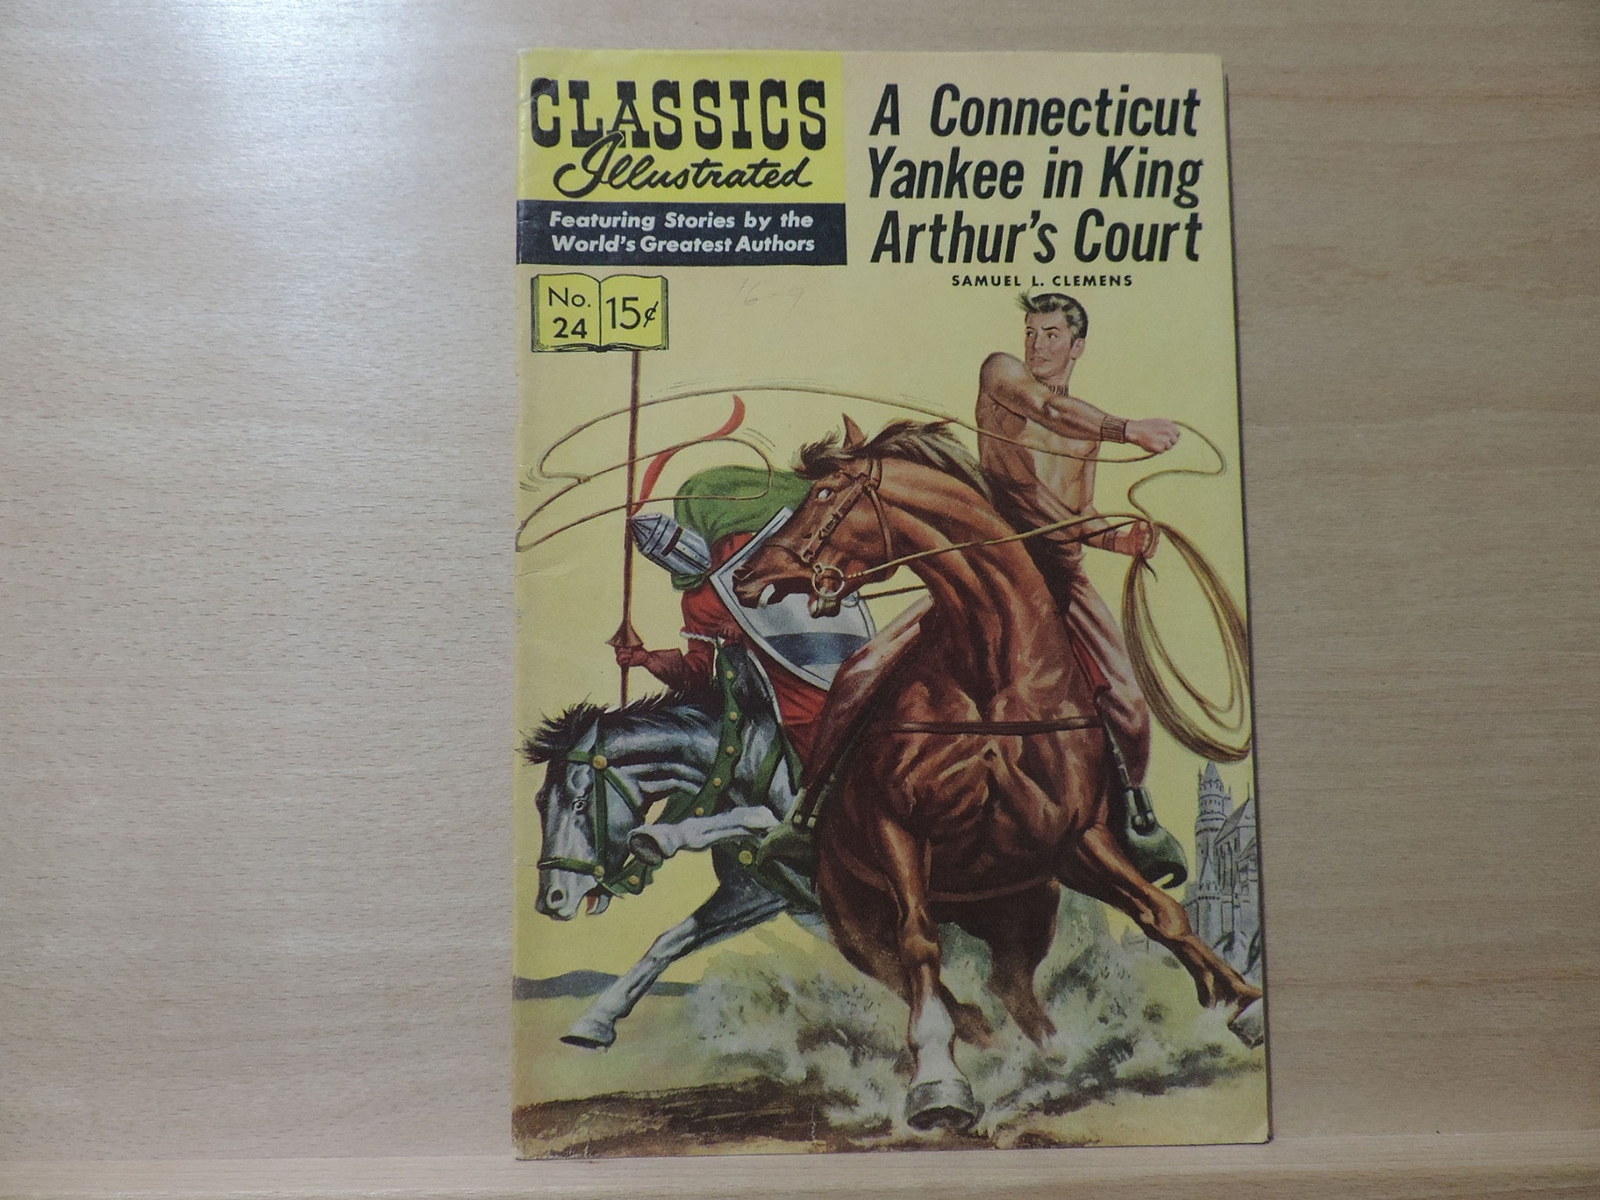 CLASSICS
Illustrated
Featuring Stories by the
World's Greatest Authors
No.
24
15¢
A Connecticut
Yankee in King
Arthur's Court
SAMUEL L. CLEMENS